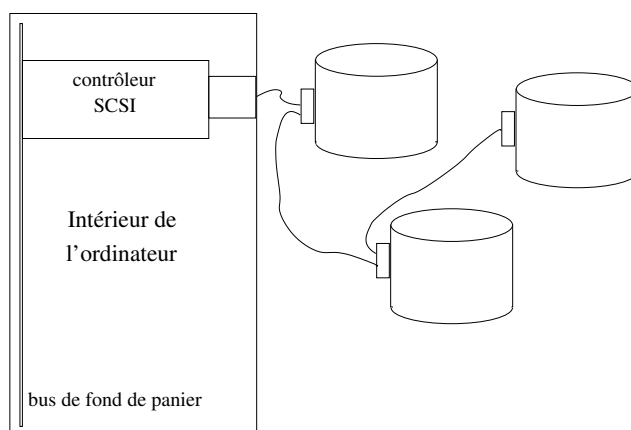 contrôleur
SCSI
Intérieur de
l'ordinateur
bus de fond de panier